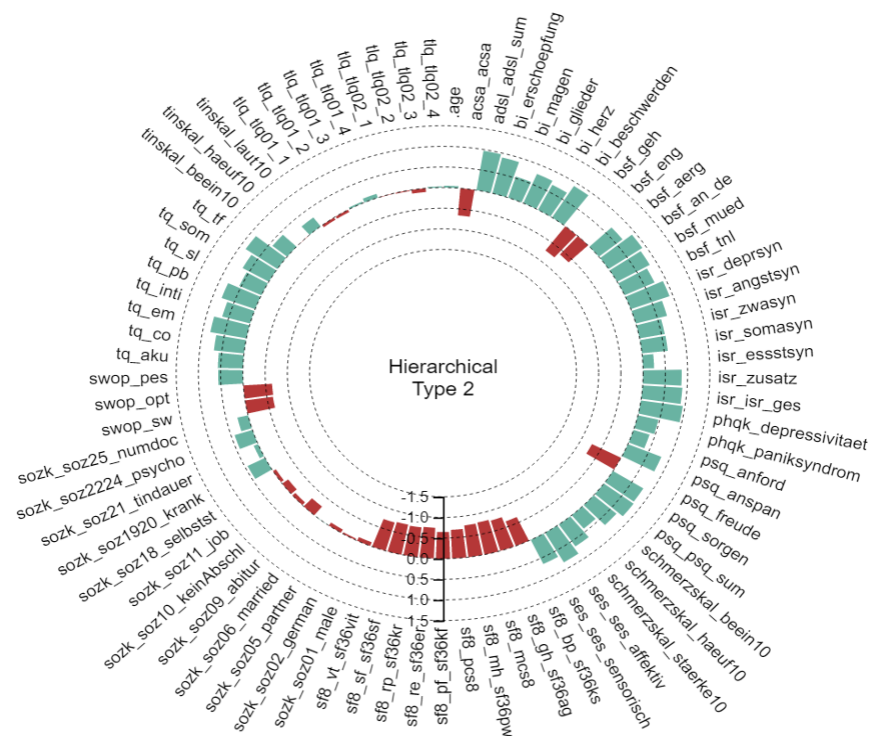 age
acsa_acsa
adsl_adsl_sum
bi_erschoepfung
bi_magen
bi_glieder
bi_herz
bi_beschwerden
bsf_geh
bsf_eng
bsf_aerg
bsf_an_de
bsf_mued
bsf_tnl
isr_deprsyn
isr_angstsyn
isr_zwasyn
isr_somasyn
isr_essstsyn
isr_zusatz
isr_isr_ges
phqk_depressivitaet
phqk_paniksyndrom
psq_anford
psq_anspan
psq_freude
psq_sorgen
psq_psq_sum
schmerzskal_beein10
schmerzskal_haeuf10
schmerzskal_staerke10
ses_ses_affektiv
ses_ses_sensorisch
sf8_bp_sf36ks
sf8_gh_sf36ag
sf8_mcs8
sf8_mh_sf36pw
sf8_pcs8
sf8_pf_sf36kf
sf8_re_sf36er
sf8_rp_sf36kr
sf8_sf_sf36sf
sf8_vt_sf36vit
sozk_soz01_male
sozk_soz02_german
sozk_soz05_partner
sozk_soz06_married
sozk_soz09_abitur
sozk_soz10_keinAbschl
sozk_soz11_job
sozk_soz18_selbstst
sozk_soz1920_krank
sozk_soz21_tindauer
sozk_soz2224_psycho
sozk_soz25_numdoc
swop_sw
swop_opt
swop_pes
tq_aku
tq_co
tq_em
tq_inti
tq_pb
tq_sl
tq_som
tq_tf
tinskal_beein10
tinskal_haeuf10
tinskal_laut10
tlq_tlq01_1
tlq_tlq01_2
tlq_tlq01_3
tlq_tlq01_4
tlq_tlq02_1
tlq_tlq02_2
tlq_tlq02_3
tlq_tlq02_4
Hierarchical
Type 2
-1.5
-1.0
-0.5
0.0
0.5
1.0
1.5